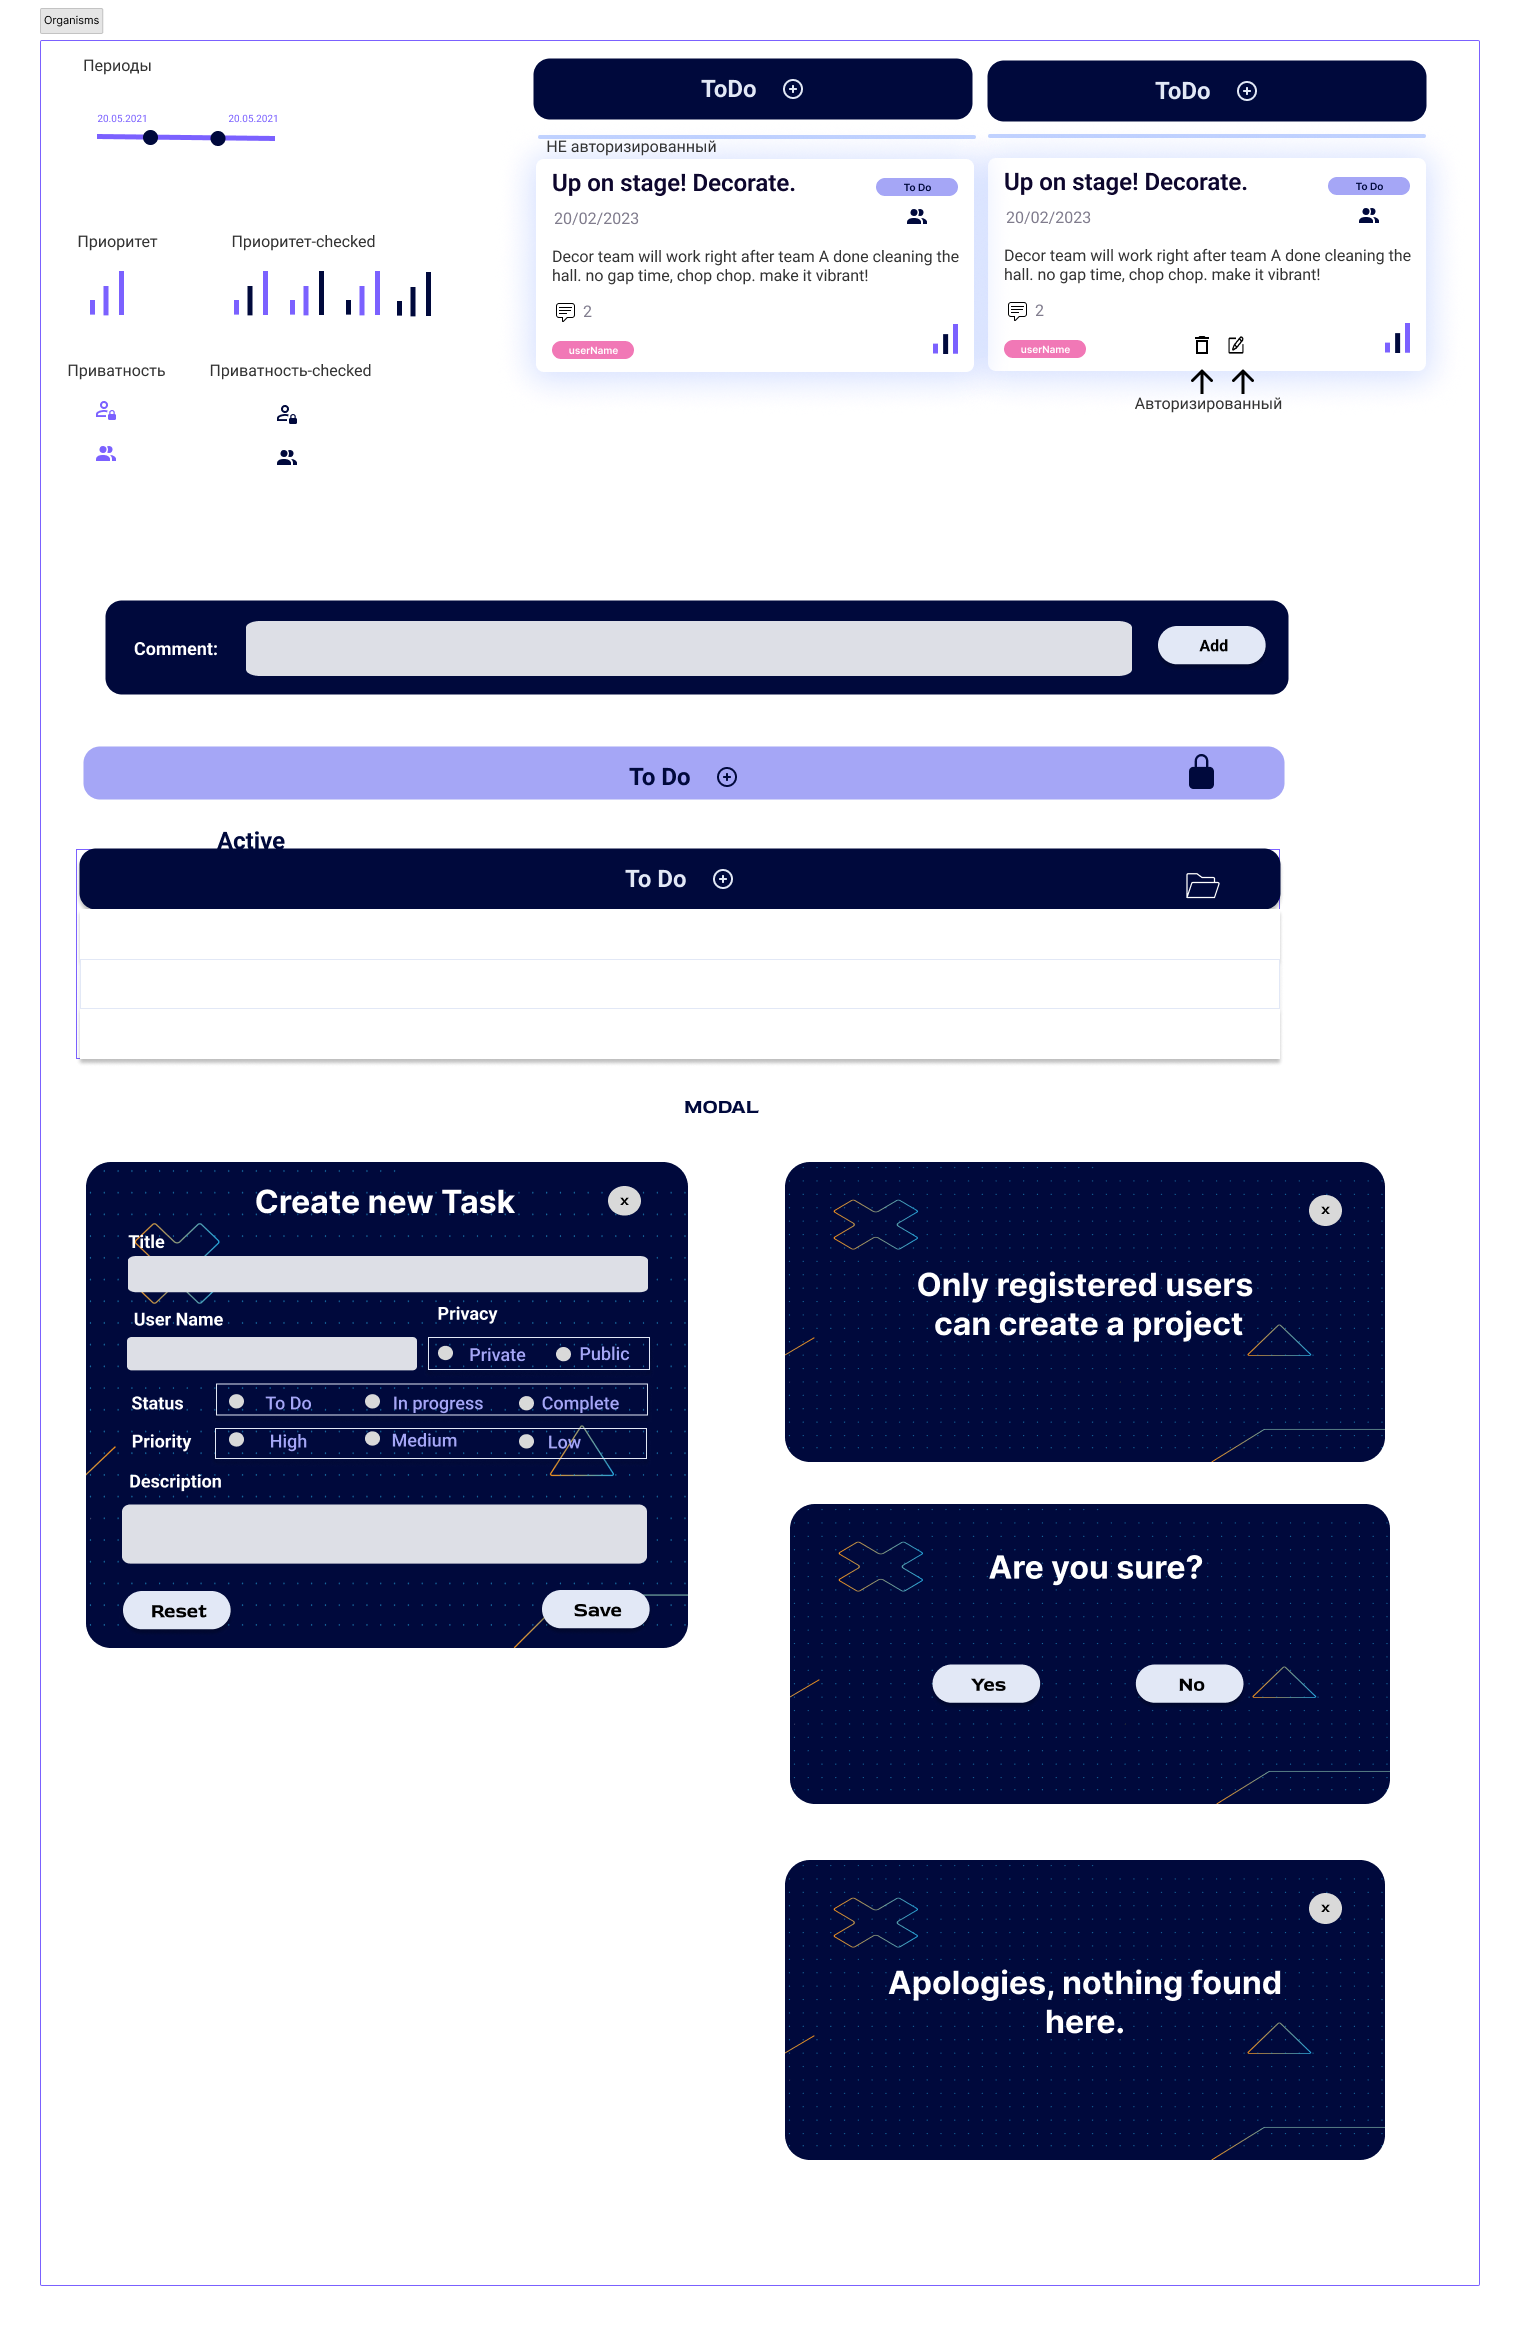 Organisms
Периоды
20.05.2021
20.05.2021
Приоритет
Приоритет-checked
Приватность
Приватность-checked
ToDo
НЕ авторизированный
Up on stage! Decorate.
To Do
20/02/2023
Decor team will work right after team A done cleaning the
hall. no gap time, chop chop. make it vibrant!
2
userName
ToDo
Up on stage! Decorate.
To Do
20/02/2023
Decor team will work right after team A done cleaning the
hall. no gap time, chop chop. make it vibrant!
2
userName
Авторизированный
Comment:
Add
To Do
Active
To Do
MODAL
Create new Task
x
Title
User Name
Privacy
Private
Public
Status
To Do
In progress
Complete
Priority
High
Medium
Low
Description
Reset
Save
x
Only registered users
can create a project
Are you sure?
Yes
No
x
Apologies, nothing found
here.